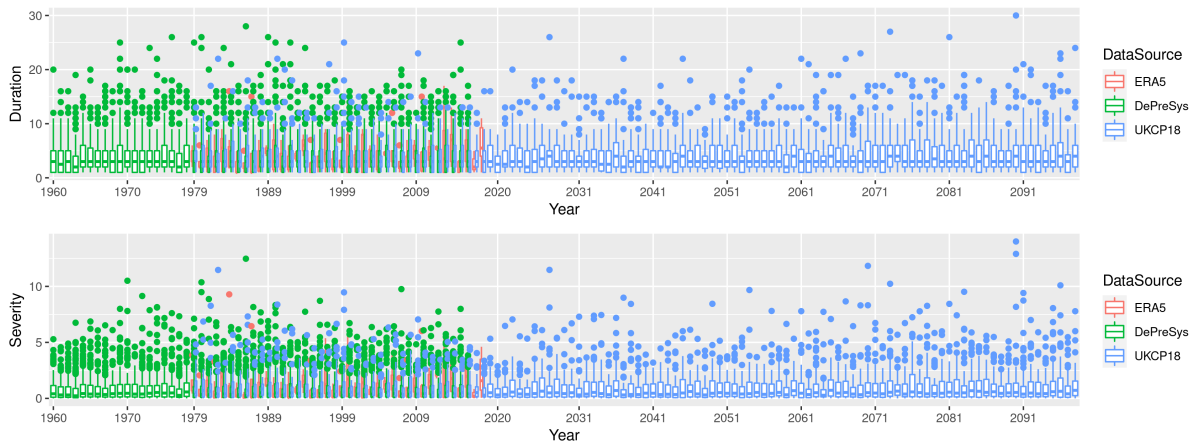 30
20
10
0
Duration
1960 1970 1979 1989 1999 2009 2020 2031 2041 2051 2061 2071 2081 2091
Year
DataSource
ERA5
DePreSys
UKCP18
10
5
0
Severity
1960 1970 1979 1989 1999 2009 2020 2031 2041 2051 2061 2071 2081 2091
Year
DataSource
ERA5
DePreSys
UKCP18